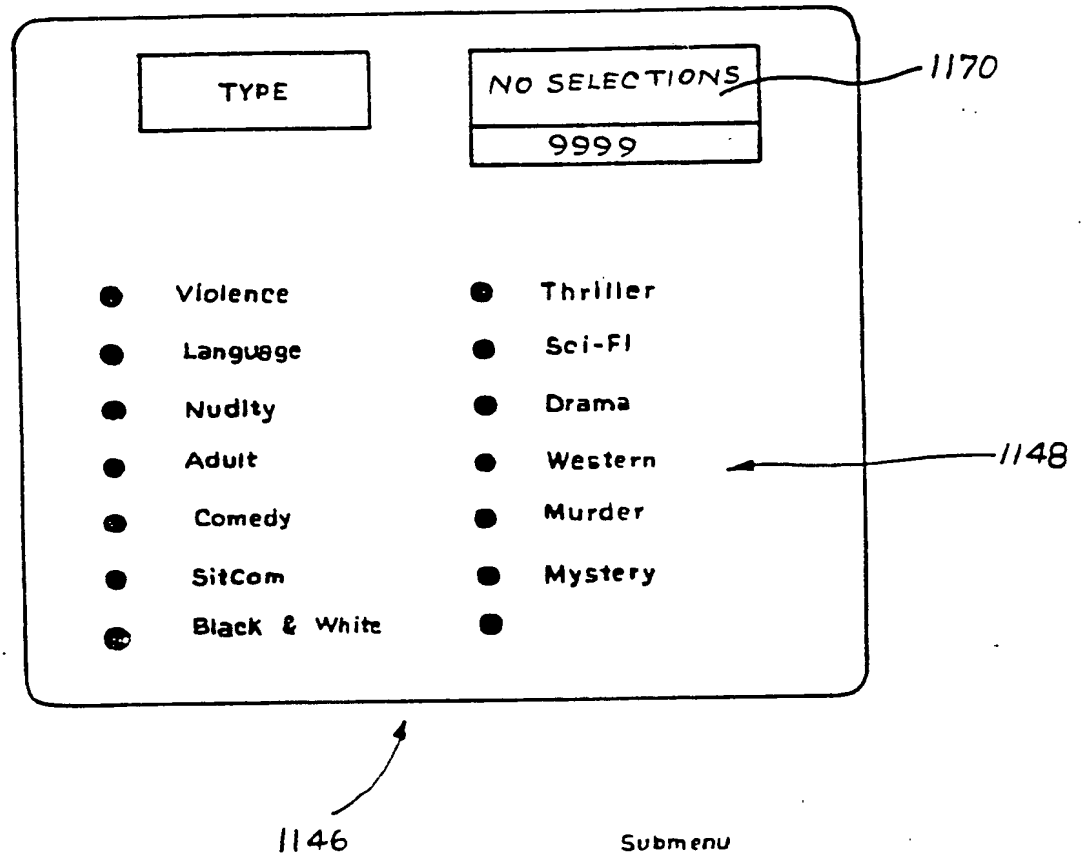 TYPE
NO SELECTIONS
1170
9999
Violence
Thriller
Language
Sci-Fi
Nudity
Drama
Adult
Western
1148
Comedy
Murder
SitCom
Mystery
Black & White
1146
Submenu